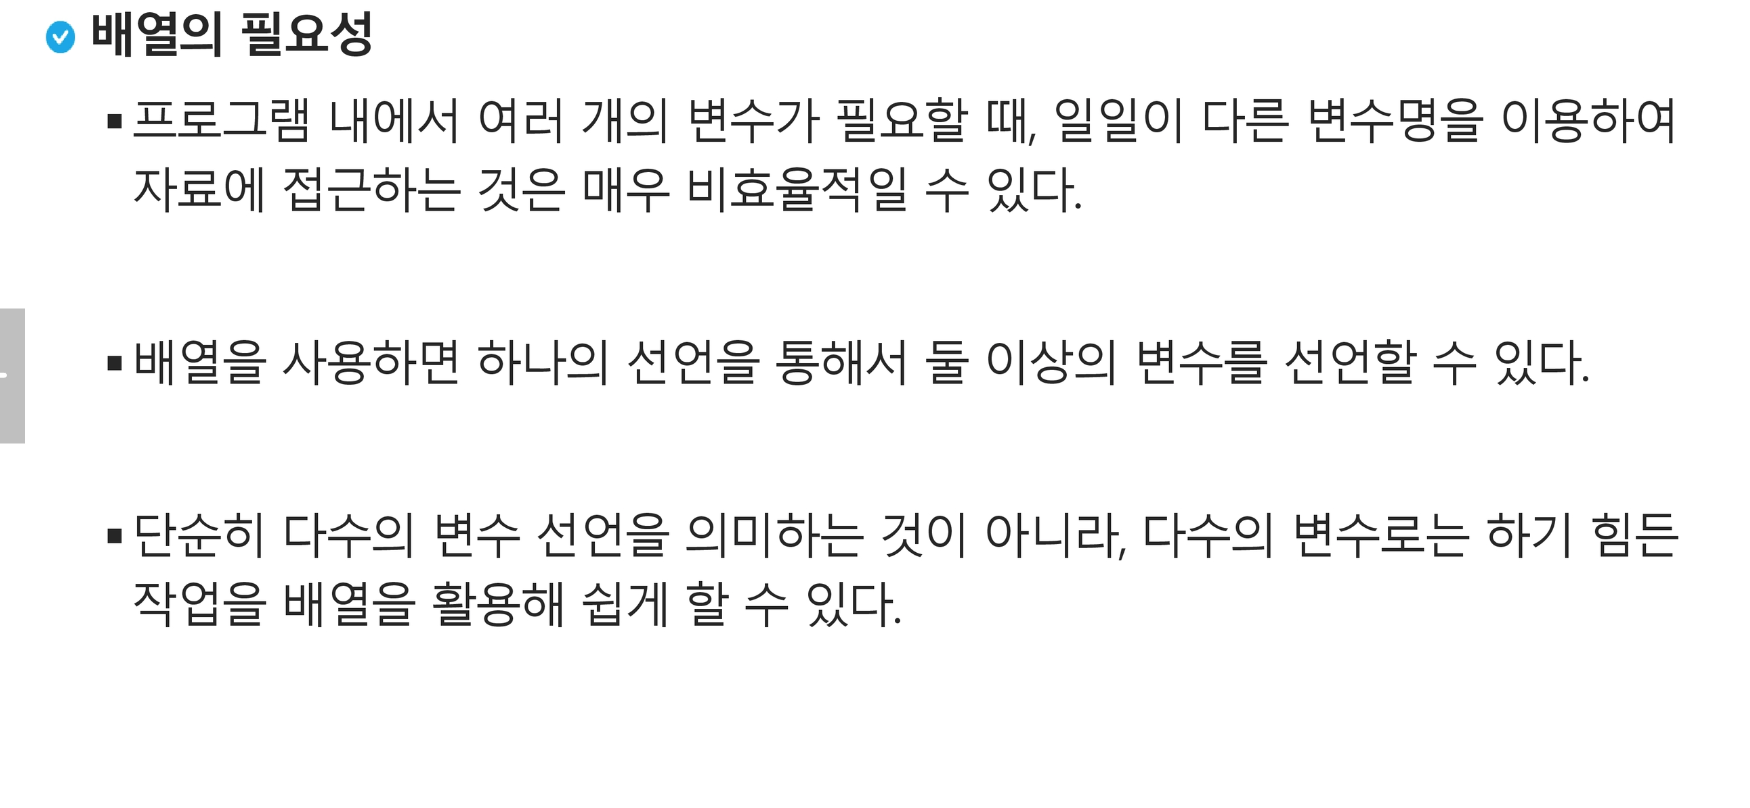 배열의 필요성
▪ 프로그램 내에서 여러 개의 변수가 필요할 때, 일일이 다른 변수명을 이용하여
자료에 접근하는 것은 매우 비효율적일 수 있다.
▪ 배열을 사용하면 하나의 선언을 통해서 둘 이상의 변수를 선언할 수 있다.
▪ 단순히 다수의 변수 선언을 의미하는 것이 아니라, 다수의 변수로는 하기 힘든
작업을 배열을 활용해 쉽게 할 수 있다.